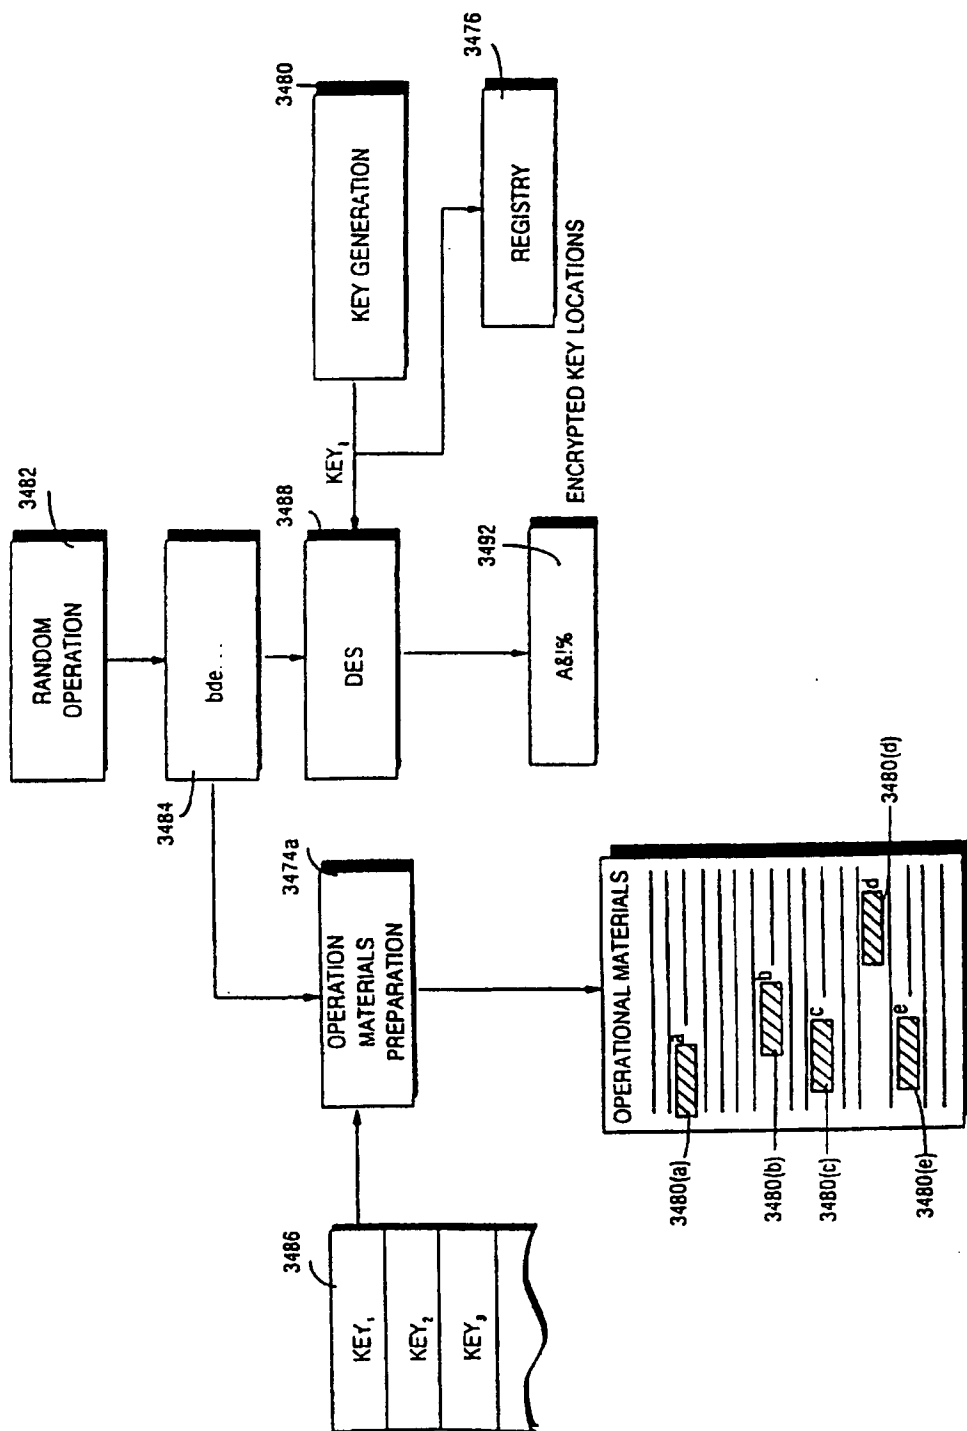 3482
RANDOM
OPERATION
3484
bde...
3488
DES
KEY₁
3480
KEY GENERATION
3476
REGISTRY
3492
A&!%
ENCRYPTED KEY LOCATIONS
3486
KEY₁
KEY₂
KEY₃
3474a
OPERATION
MATERIALS
PREPARATION
OPERATIONAL MATERIALS
a
b
c
d
e
3480(a)
3480(b)
3480(c)
3480(d)
3480(e)